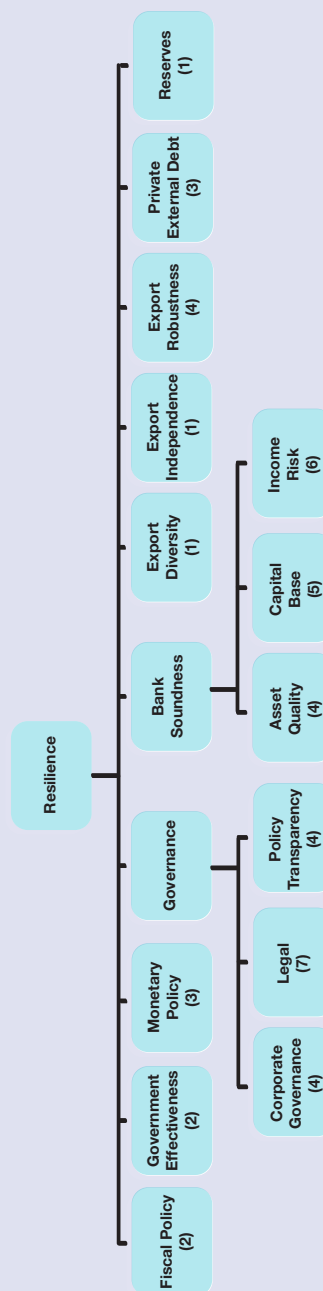 Resilience
Fiscal Policy
(2)
Government
Effectiveness
(2)
Monetary
Policy
(3)
Governance
Bank
Soundness
Export
Diversity
(1)
Export
Independence
(1)
Export
Robustness
(4)
Private
External Debt
(3)
Reserves
(1)
Corporate
Governance
(4)
Legal
(7)
Policy
Transparency
(4)
Asset
Quality
(4)
Capital
Base
(5)
Income
Risk
(6)